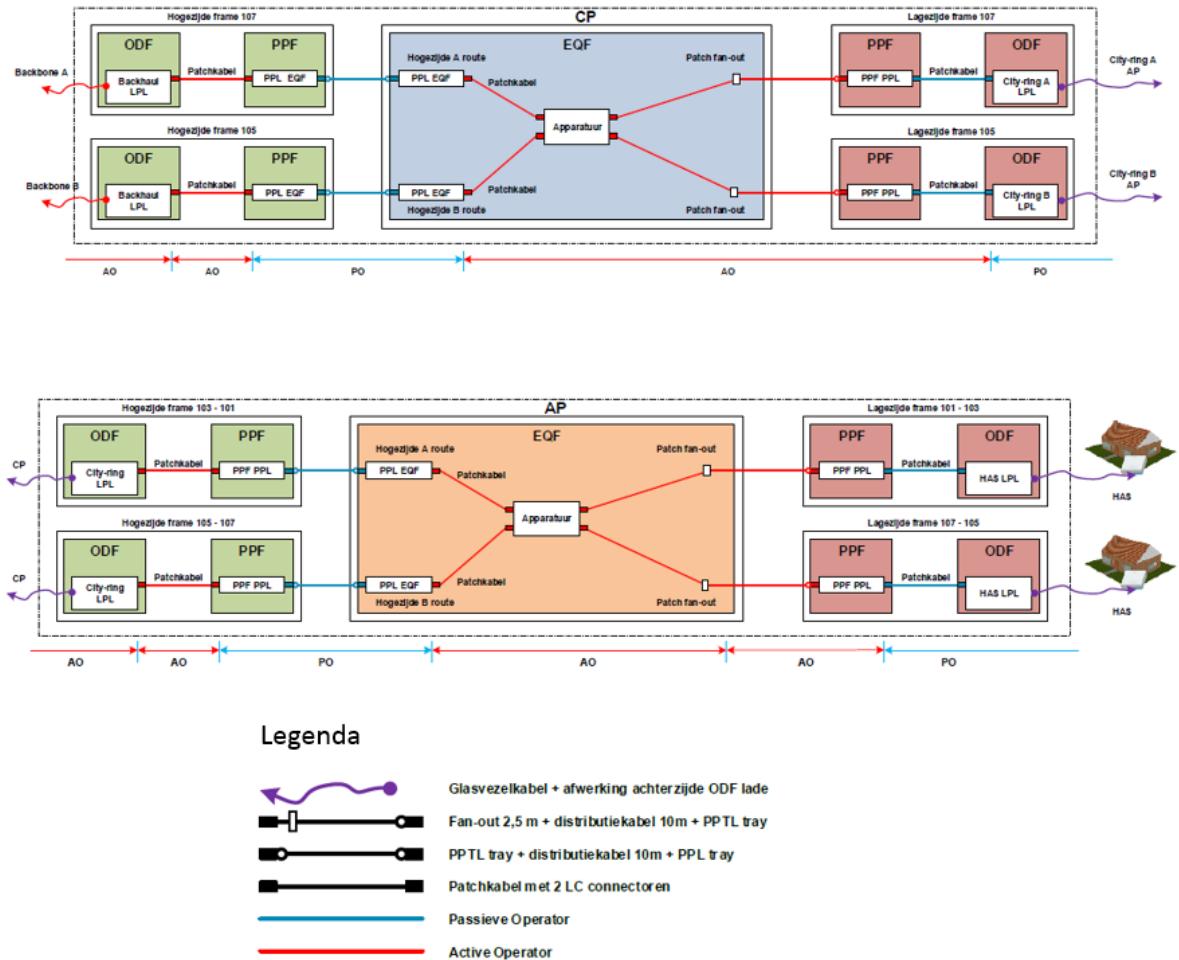 CP
Hogezijde frame 107
ODF
PPF
Backbone A
Backhaul
LPL
Patchkabel
PPL EQF
Hogezijde frame 105
ODF
PPF
Backbone B
Backhaul
LPL
Patchkabel
PPL EQF
EQF
Hogezijde A route
PPL EQF
Patchkabel
Patch fan-out
Apparatuur
PPL EQF
Patchkabel
Hogezijde B route
Patch fan-out
Lagezijde frame 107
PPF
ODF
PPF PPL
Patchkabel
City-ring A
LPL
City-ring A
AP
Lagezijde frame 105
PPF
ODF
PPF PPL
Patchkabel
City-ring B
LPL
City-ring B
AP
AO
AO
PO
AO
PO
AP
Hogezijde frame 103 - 101
ODF
PPF
CP
City-ring
LPL
Patchkabel
PPF PPL
Hogezijde frame 105 - 107
ODF
PPF
CP
City-ring
LPL
Patchkabel
PPF PPL
EQF
Hogezijde A route
PPL EQF
Patchkabel
Patch fan-out
Apparatuur
PPL EQF
Patchkabel
Hogezijde B route
Patch fan-out
Lagezijde frame 101 - 103
PPF
ODF
PPF PPL
Patchkabel
HAS LPL
HAS
Lagezijde frame 107 - 105
PPF
ODF
PPF PPL
Patchkabel
HAS LPL
HAS
AO
AO
PO
AO
AO
PO
Legenda
Glasvezelkabel + afwerking achterzijde ODF lade
Fan-out 2,5 m + distributiekabel 10m + PPTL tray
PPTL tray + distributiekabel 10m + PPL tray
Patchkabel met 2 LC connectoren
Passieve Operator
Active Operator